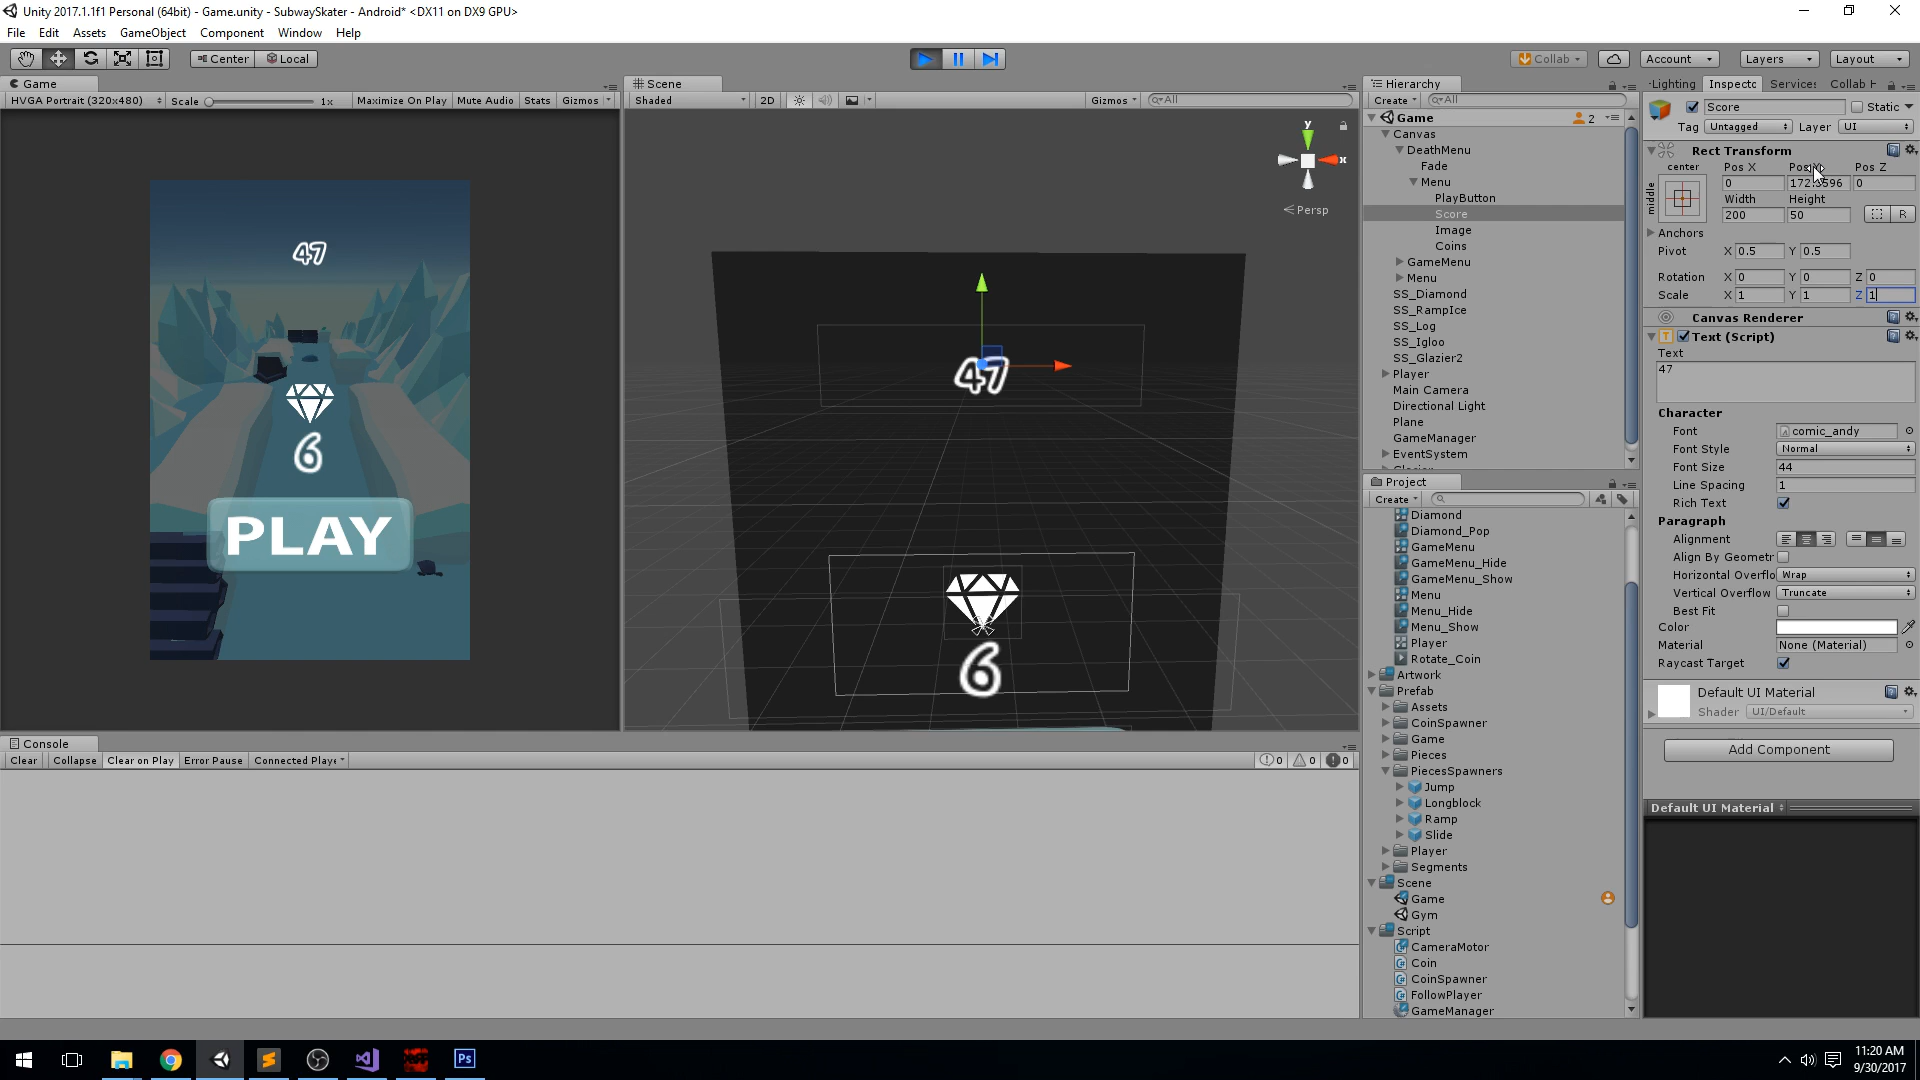 Unity 2017.1.1f1 Personal (64bit) - Game.unity - SubwaySkater - Android* <DX11 on DX9 GPU>
File Edit Assets GameObject Component Window Help
Center Local
Collab Account Layers Layout
Game
HVGA Portrait (320x480) Scale 1x Maximize On Play Mute Audio Stats Gizmos
47
6
PLAY
Scene
Shaded 2D Gizmos All
y
x
Persp
47
6
Console
Clear Collapse Clear on Play Error Pause Connected Playe
0 0 0
Hierarchy
Create All
Game 2
Canvas
DeathMenu
Fade
Menu
PlayButton
Score
Image
Coins
GameMenu
Menu
SS_Diamond
SS_RampIce
SS_Log
SS_Igloo
SS_Glazier2
Player
Main Camera
Directional Light
Plane
GameManager
EventSystem
Project
Create
Diamond
Diamond_Pop
GameMenu
GameMenu_Hide
GameMenu_Show
Menu
Menu_Hide
Menu_Show
Player
Rotate_Coin
Artwork
Prefab
Assets
CoinSpawner
Game
Pieces
PiecesSpawners
Jump
Longblock
Ramp
Slide
Player
Segments
Scene
Game
Gym
Script
CameraMotor
Coin
CoinSpawner
FollowPlayer
GameManager
Lighting Inspecto Services Collab H
Score Static
Tag Untagged Layer UI
Rect Transform
center Pos X Pos Y Pos Z
middle 0 0
Width Height
200 50 R
Anchors
Pivot X 0.5 Y 0.5
Rotation X 0 Y 0 Z 0
Scale X 1 Y 1 Z 1
Canvas Renderer
Text (Script)
Text
47
Character
Font comic_andy
Font Style Normal
Font Size 44
Line Spacing 1
Rich Text
Paragraph
Alignment
Align By Geometr
Horizontal Overflo Wrap
Vertical Overflow Truncate
Best Fit
Color
Material None (Material)
Raycast Target
Default UI Material
Shader UI/Default
Add Component
Default UI Material
Ps
11:20 AM
9/30/2017